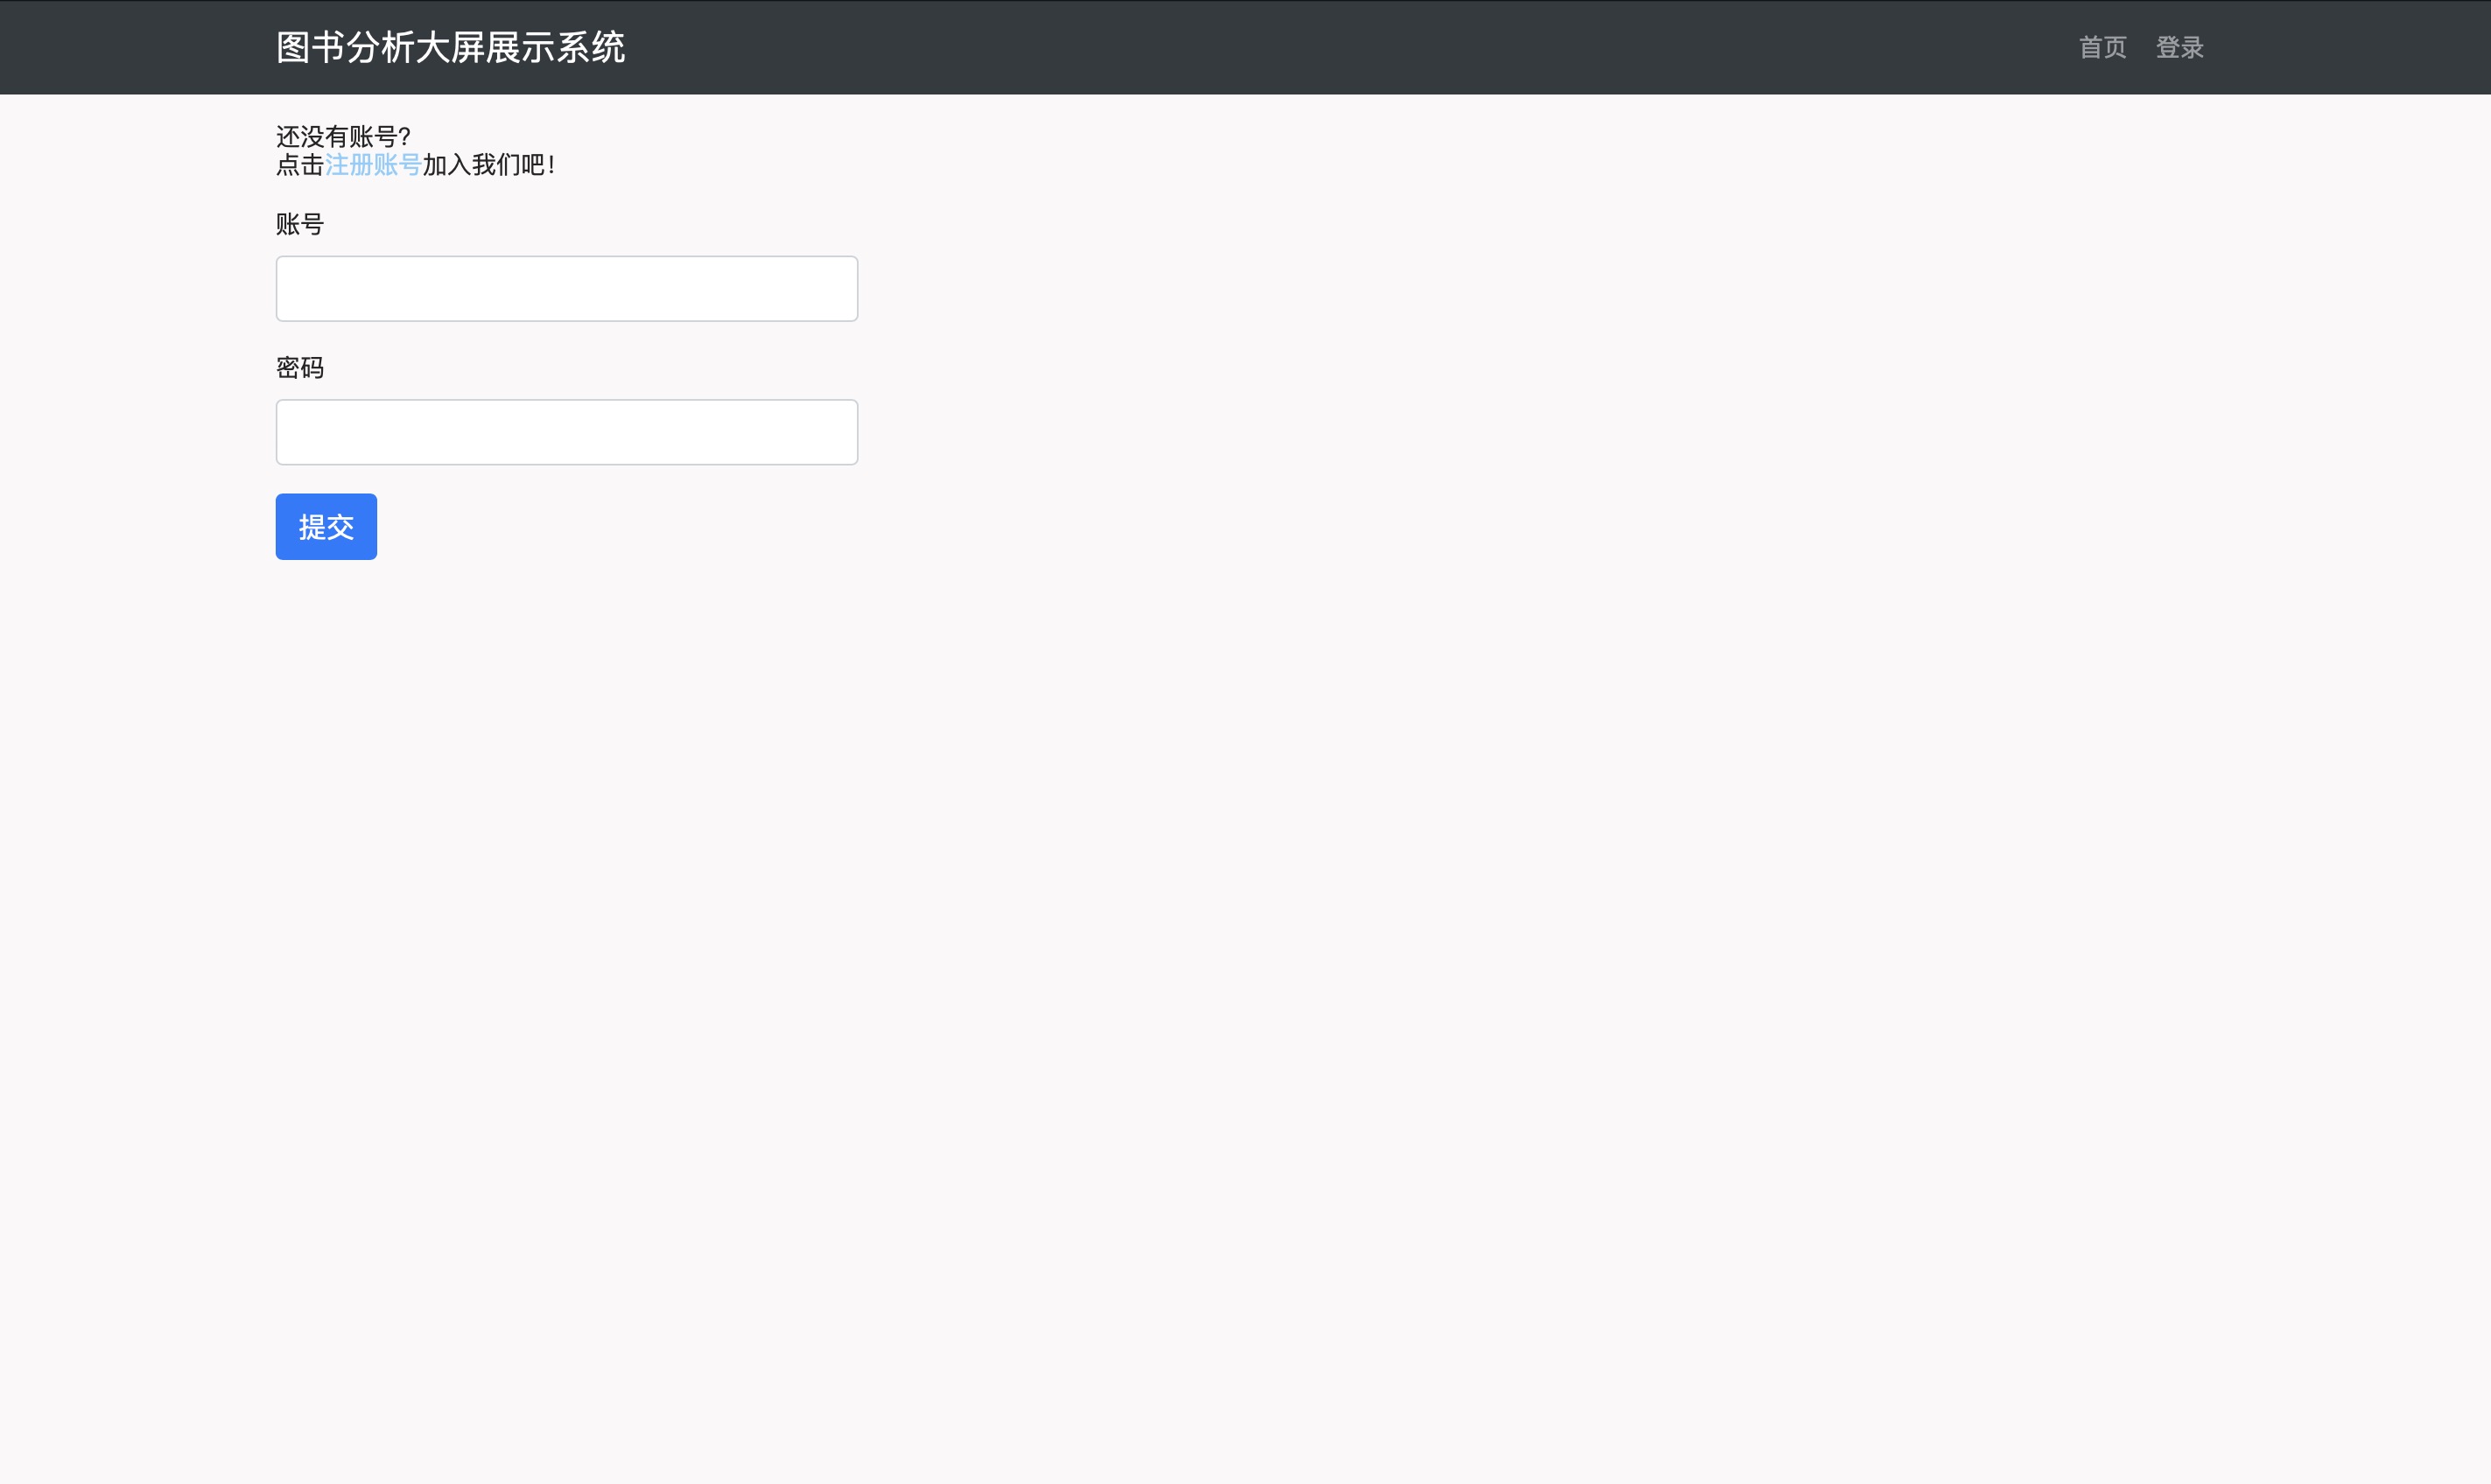 图书分析大屏展示系统
首页 登录
还没有账号?
点击注册账号加入我们吧!
账号
密码
提交